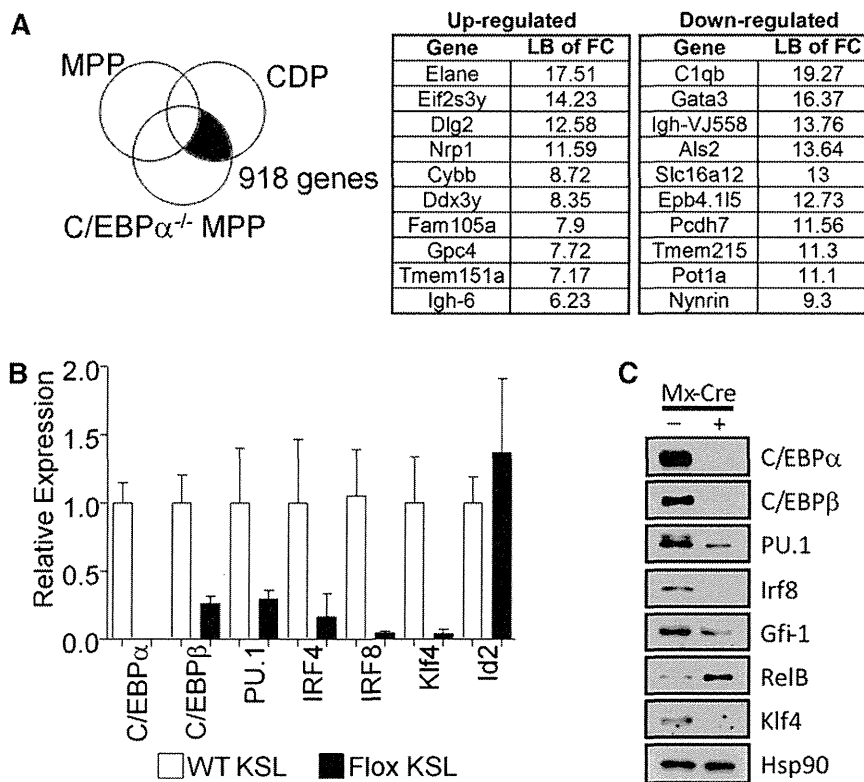 A
MPP
CDP
918 genes
C/EBPα-/- MPP
Up-regulated
Gene LB of FC
Elane 17.51
Eif2s3y 14.23
Dlg2 12.58
Nrp1 11.59
Cybb 8.72
Ddx3y 8.35
Fam105a 7.9
Gpc4 7.72
Tmem151a 7.17
Igh-6 6.23
Down-regulated
Gene LB of FC
C1qb 19.27
Gata3 16.37
Igh-VJ558 13.76
Als2 13.64
Slc16a12 13
Epb4.1l5 12.73
Pcdh7 11.56
Tmem215 11.3
Pot1a 11.1
Nynrin 9.3
B
Relative Expression
2.0
1.5
1.0
0.5
0.0
C/EBPα
C/EBPβ
PU.1
IRF4
IRF8
Klf4
Id2
WT KSL Flox KSL
C
Mx-Cre
– +
C/EBPα
C/EBPβ
PU.1
Irf8
Gfi-1
RelB
Klf4
Hsp90